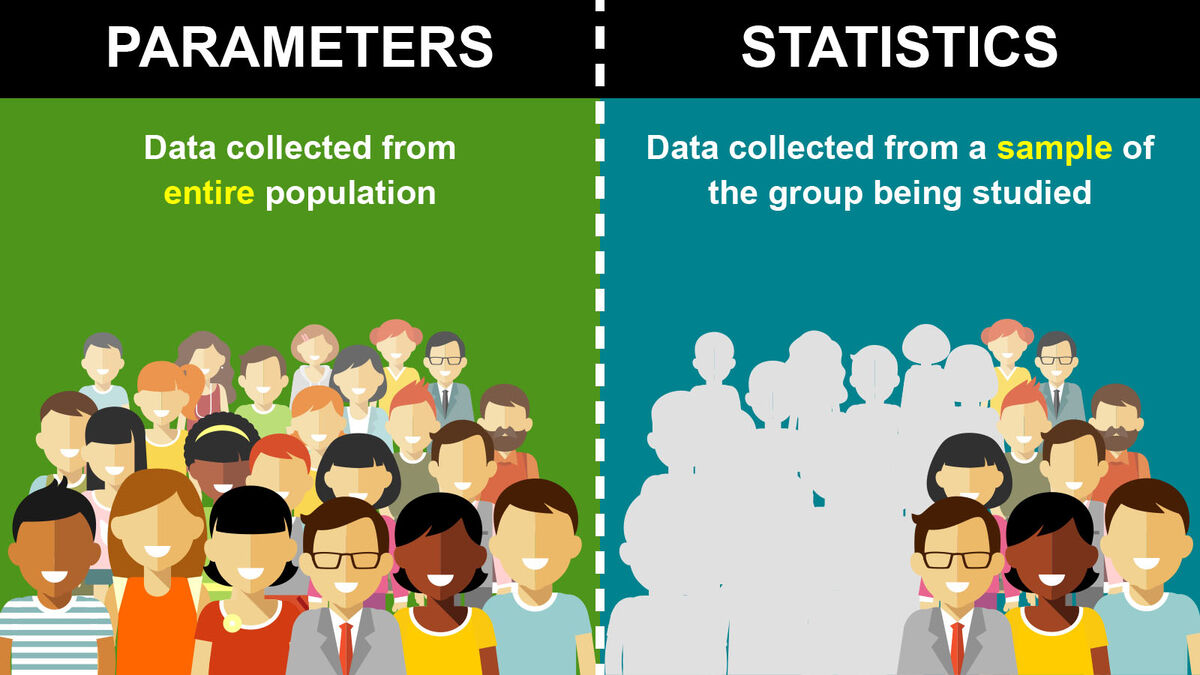 PARAMETERS
Data collected from
entire population
STATISTICS
Data collected from a sample of
the group being studied